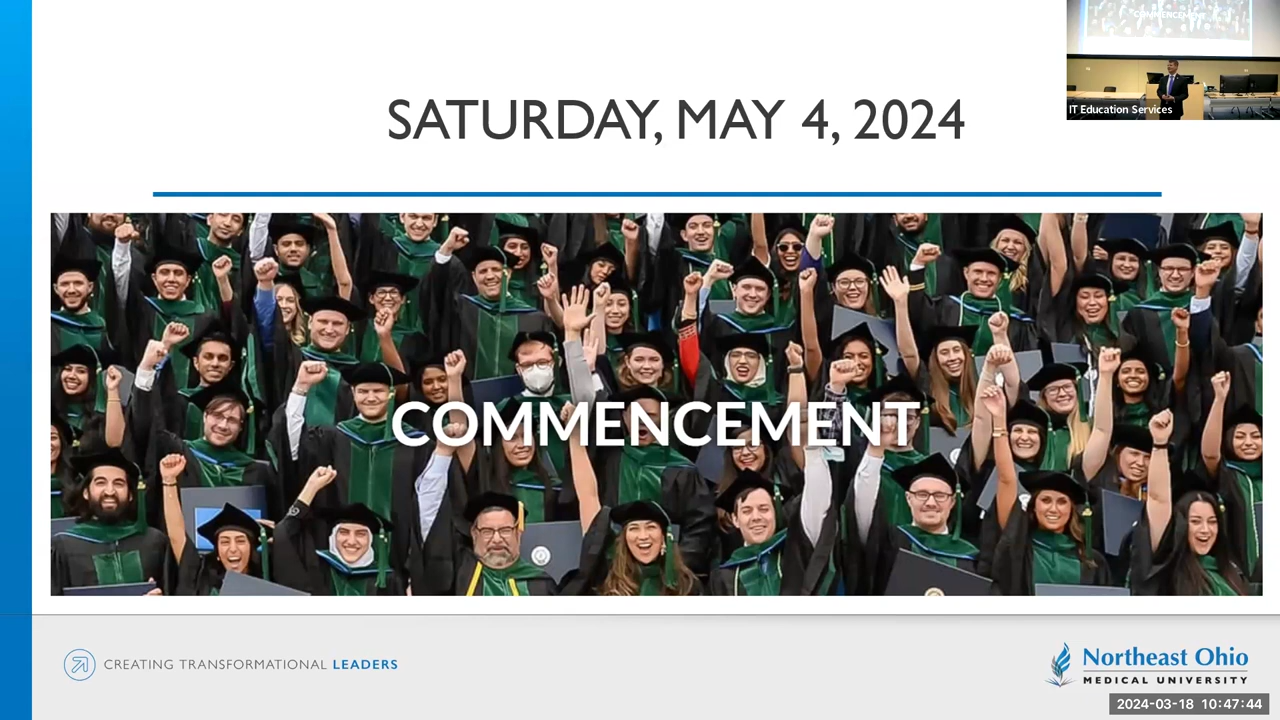 SATURDAY, MAY 4, 2024
COMMENCEMENT
IT Education Services
COMMENCEMENT
CREATING TRANSFORMATIONAL LEADERS
Northeast Ohio
MEDICAL UNIVERSITY
2024-03-18 10:47:44